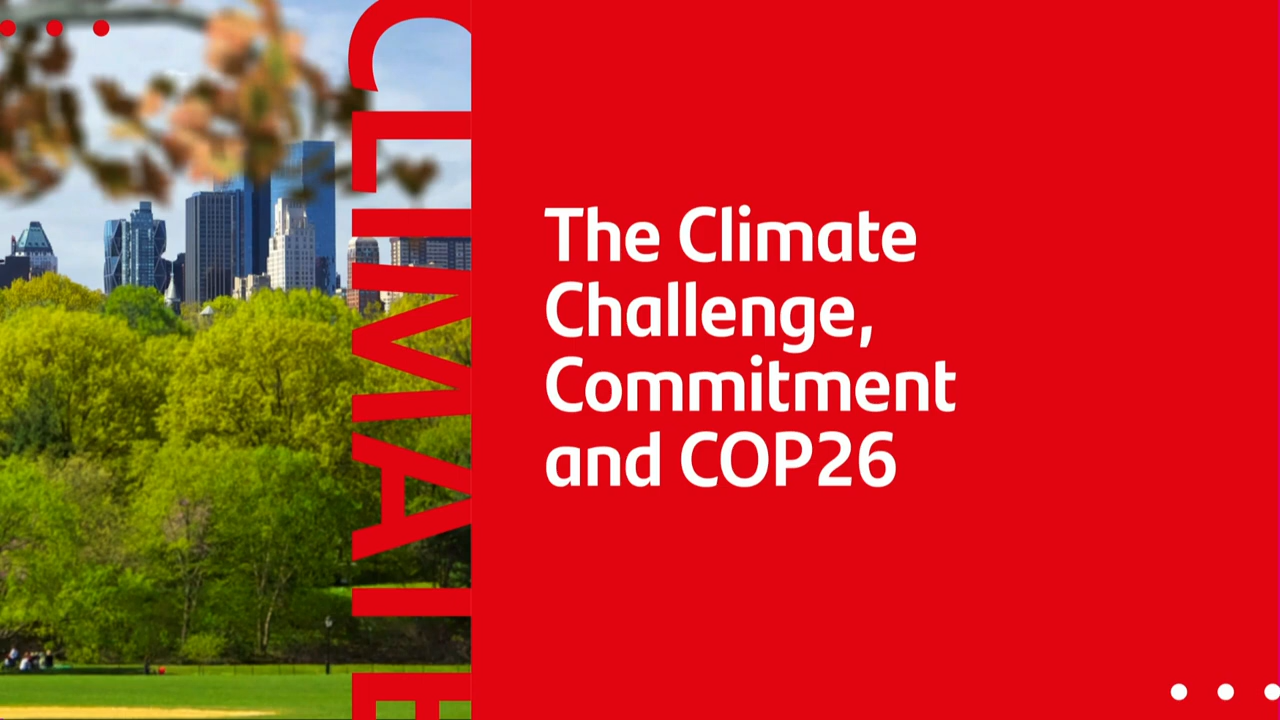 CLIMATE
The Climate
Challenge,
Commitment
and COP26